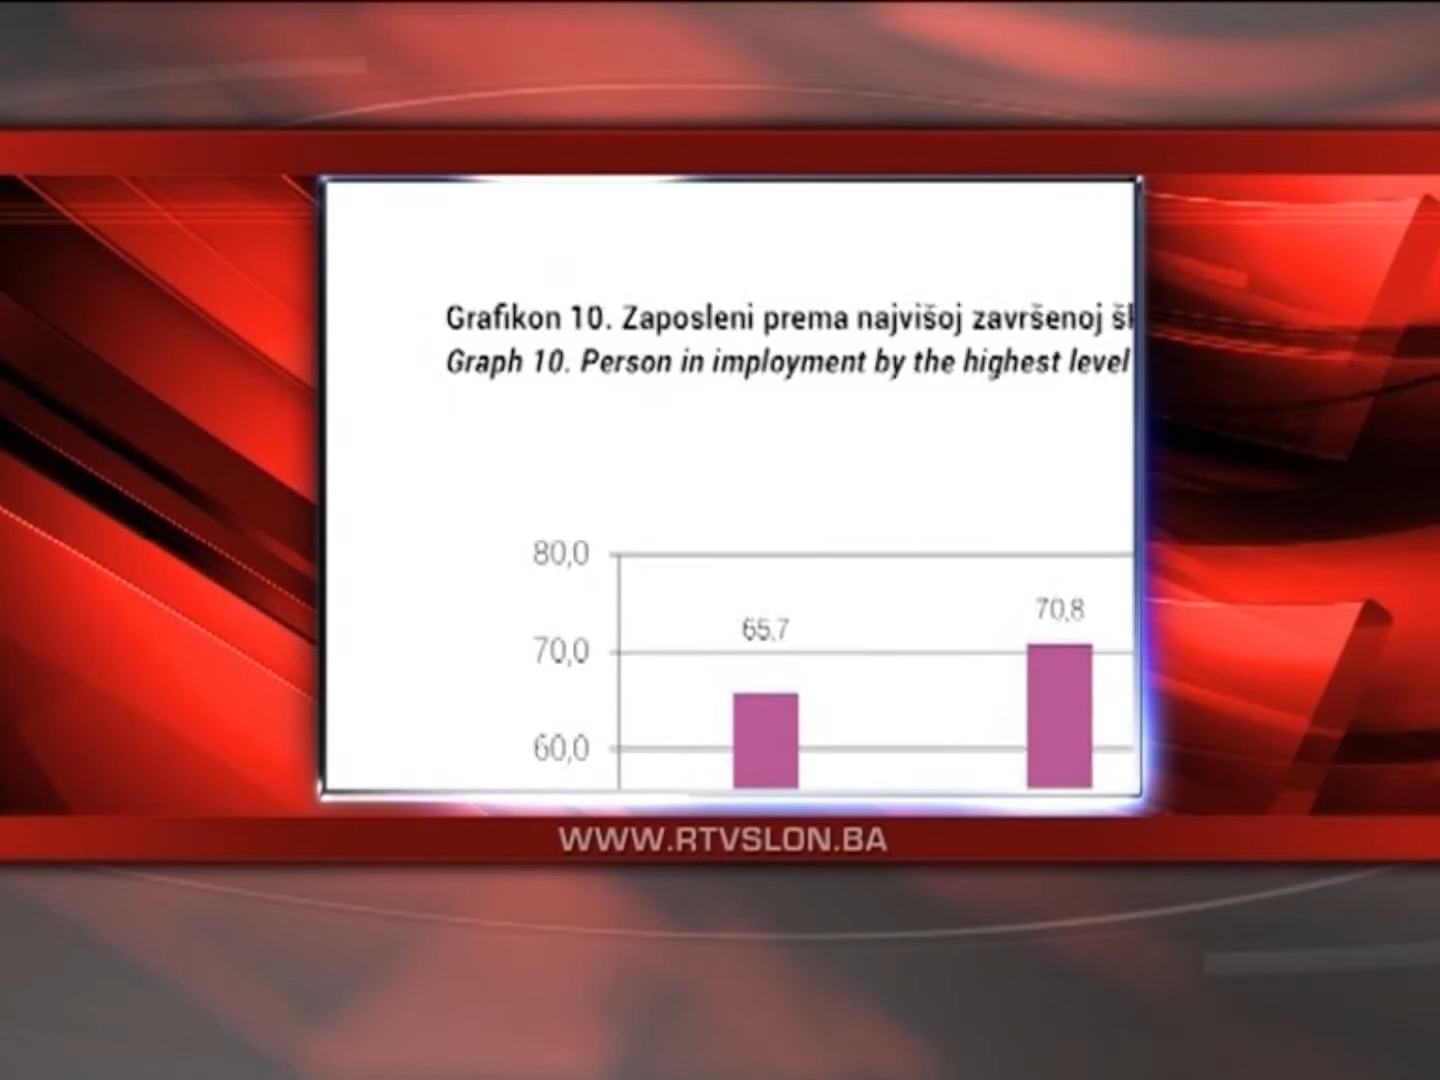 Grafikon 10. Zaposleni prema najvišoj završenoj
Graph 10. Person in imployment by the highest level
80,0
70,8
65,7
70,0
60,0
WWW.RTVSLON.BA